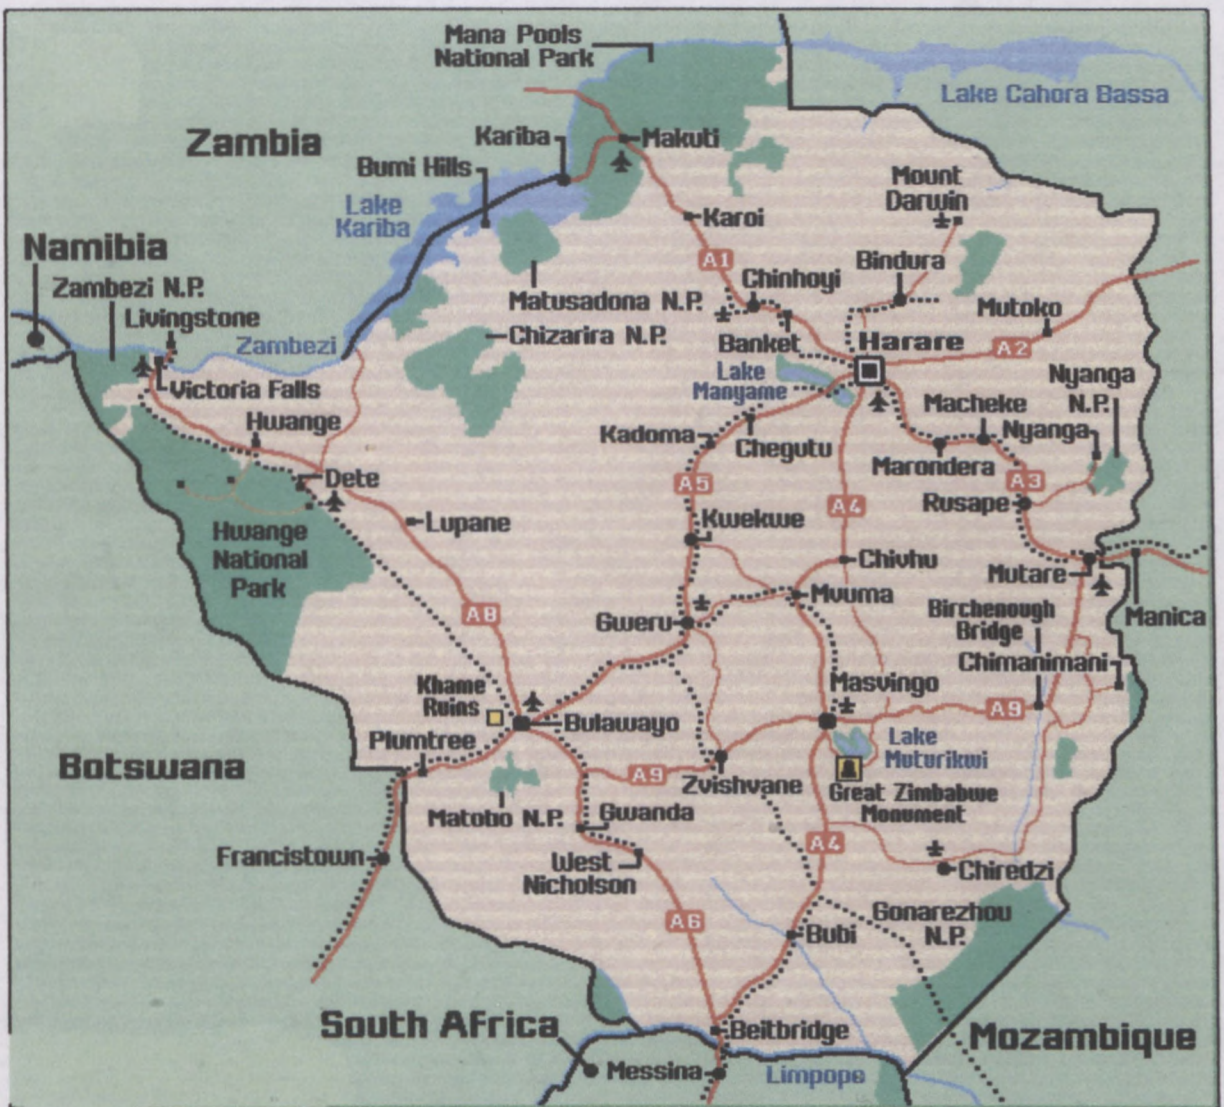 Mana Pools
National Park
Lake Cahora Bassa
Zambia
Kariba
Makuti
Bumi Hills
Mount
Darwin
Lake
Kariba
Karoi
Namibia
A1
Bindura
Chinhoyi
Zambezi N.P.
Matusadona N.P.
Mutoko
Livingstone
Chizarira N.P.
Zambezi
Banket
Harare
A2
Lake
Manyame
Nyanga
N.P.
Victoria Falls
Macheke
Hwange
Kadoma
Chegutu
Nyanga
Marondera
Dete
A5
A3
A4
Rusape
Lupane
Kwekwe
Hwange
National
Park
Chivhu
Mutare
Mvuma
A8
Gweru
Birchenough
Bridge
Manica
Chimanimani
Khame
Ruins
Masvingo
A9
Bulawayo
Plumtree
Lake
Muturikwi
Botswana
A9
Zvishvane
Great Zimbabwe
Monument
Matobo N.P.
Gwanda
A4
Francistown
West
Nicholson
Chiredzi
A6
Gonarezhou
N.P.
Bubi
South Africa
Beitbridge
Mozambique
Messina
Limpopo